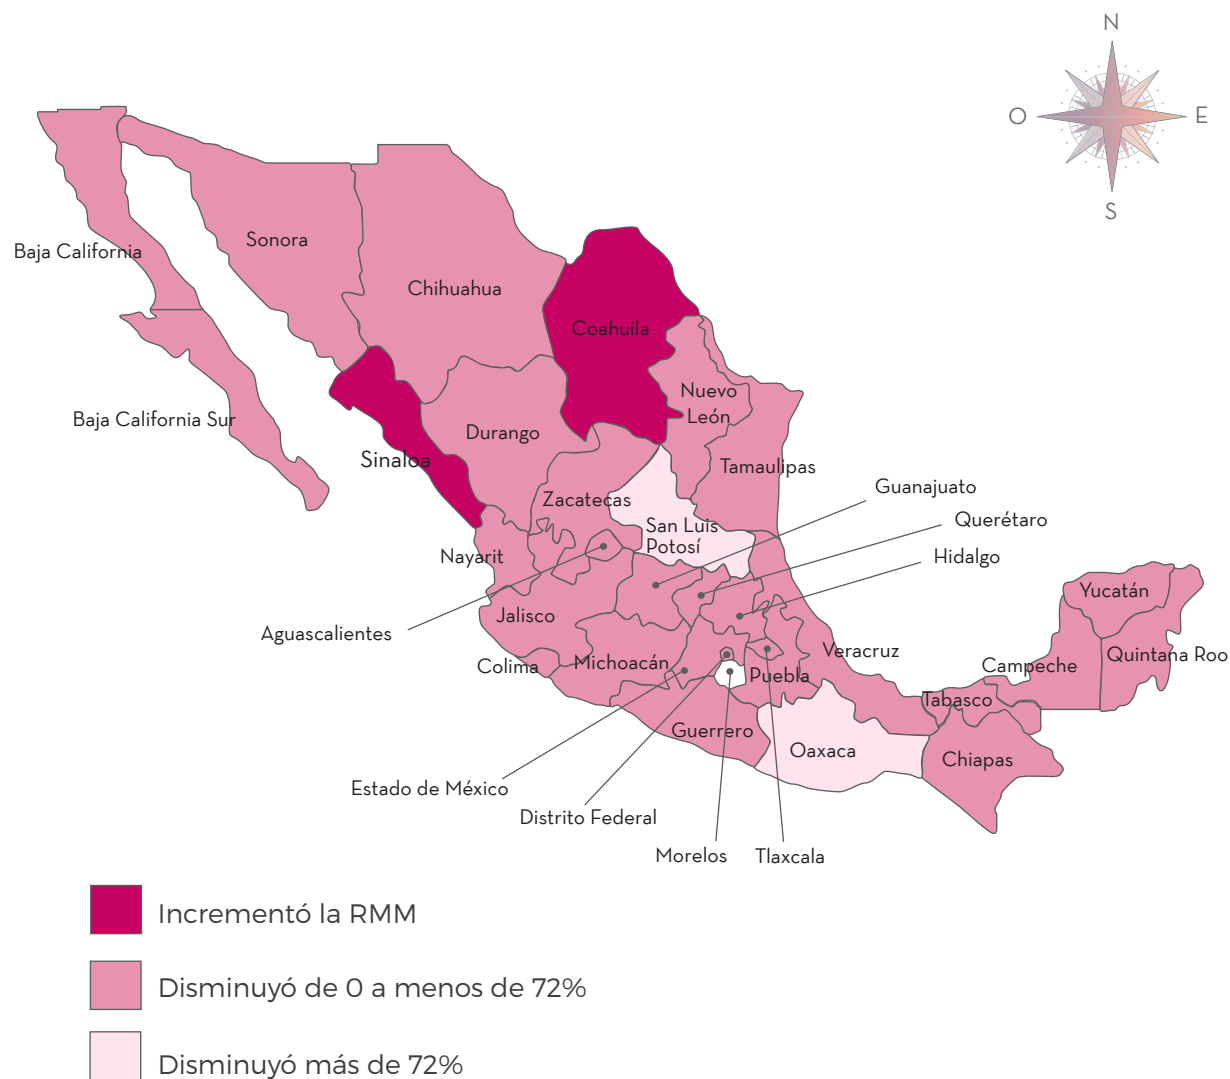 N
O
E
S
Baja California
Sonora
Chihuahua
Coahuila
Nuevo
León
Baja California Sur
Durango
Sinaloa
Tamaulipas
Guanajuato
Zacatecas
Querétaro
San Luis
Potosí
Nayarit
Hidalgo
Yucatán
Jalisco
Aguascalientes
Veracruz
Quintana Roo
Colima
Michoacán
Campeche
Puebla
Tabasco
Guerrero
Oaxaca
Chiapas
Estado de México
Distrito Federal
Morelos
Tlaxcala
Incrementó la RMM
Disminuyó de 0 a menos de 72%
Disminuyó más de 72%